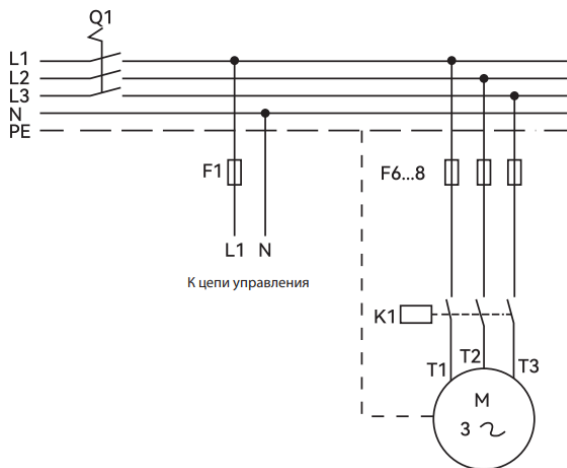 Q1
L1
L2
L3
N
PE
F1
F6...8
L1 N
К цепи управления
K1
T1 T2 T3
M
3 ~